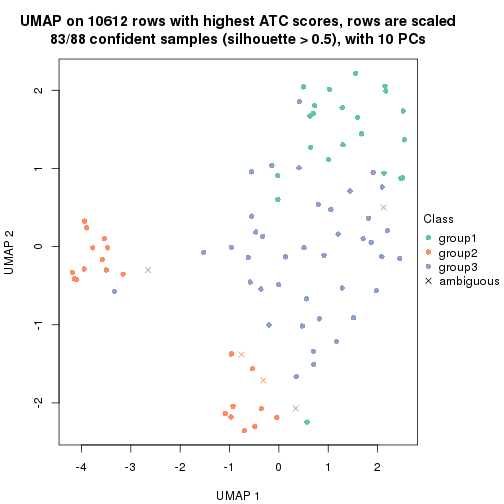 UMAP on 10612 rows with highest ATC scores, rows are scaled
83/88 confident samples (silhouette > 0.5), with 10 PCs
2
1
0
-1
-2
UMAP 2
-4
-3
-2
-1
0
1
2
UMAP 1
Class
group1
group2
group3
ambiguous